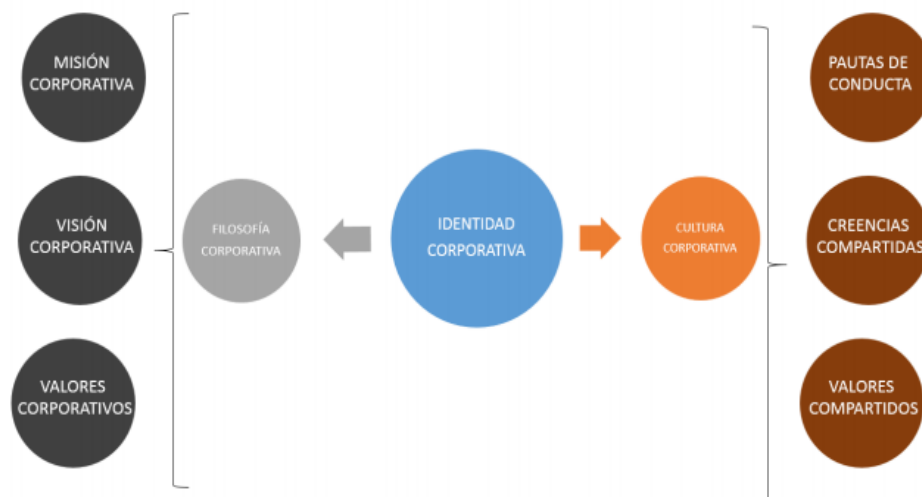 MISIÓN
CORPORATIVA
VISIÓN
CORPORATIVA
VALORES
CORPORATIVOS
FILOSOFÍA
CORPORATIVA
IDENTIDAD
CORPORATIVA
CULTURA
CORPORATIVA
PAUTAS DE
CONDUCTA
CREENCIAS
COMPARTIDAS
VALORES
COMPARTIDOS